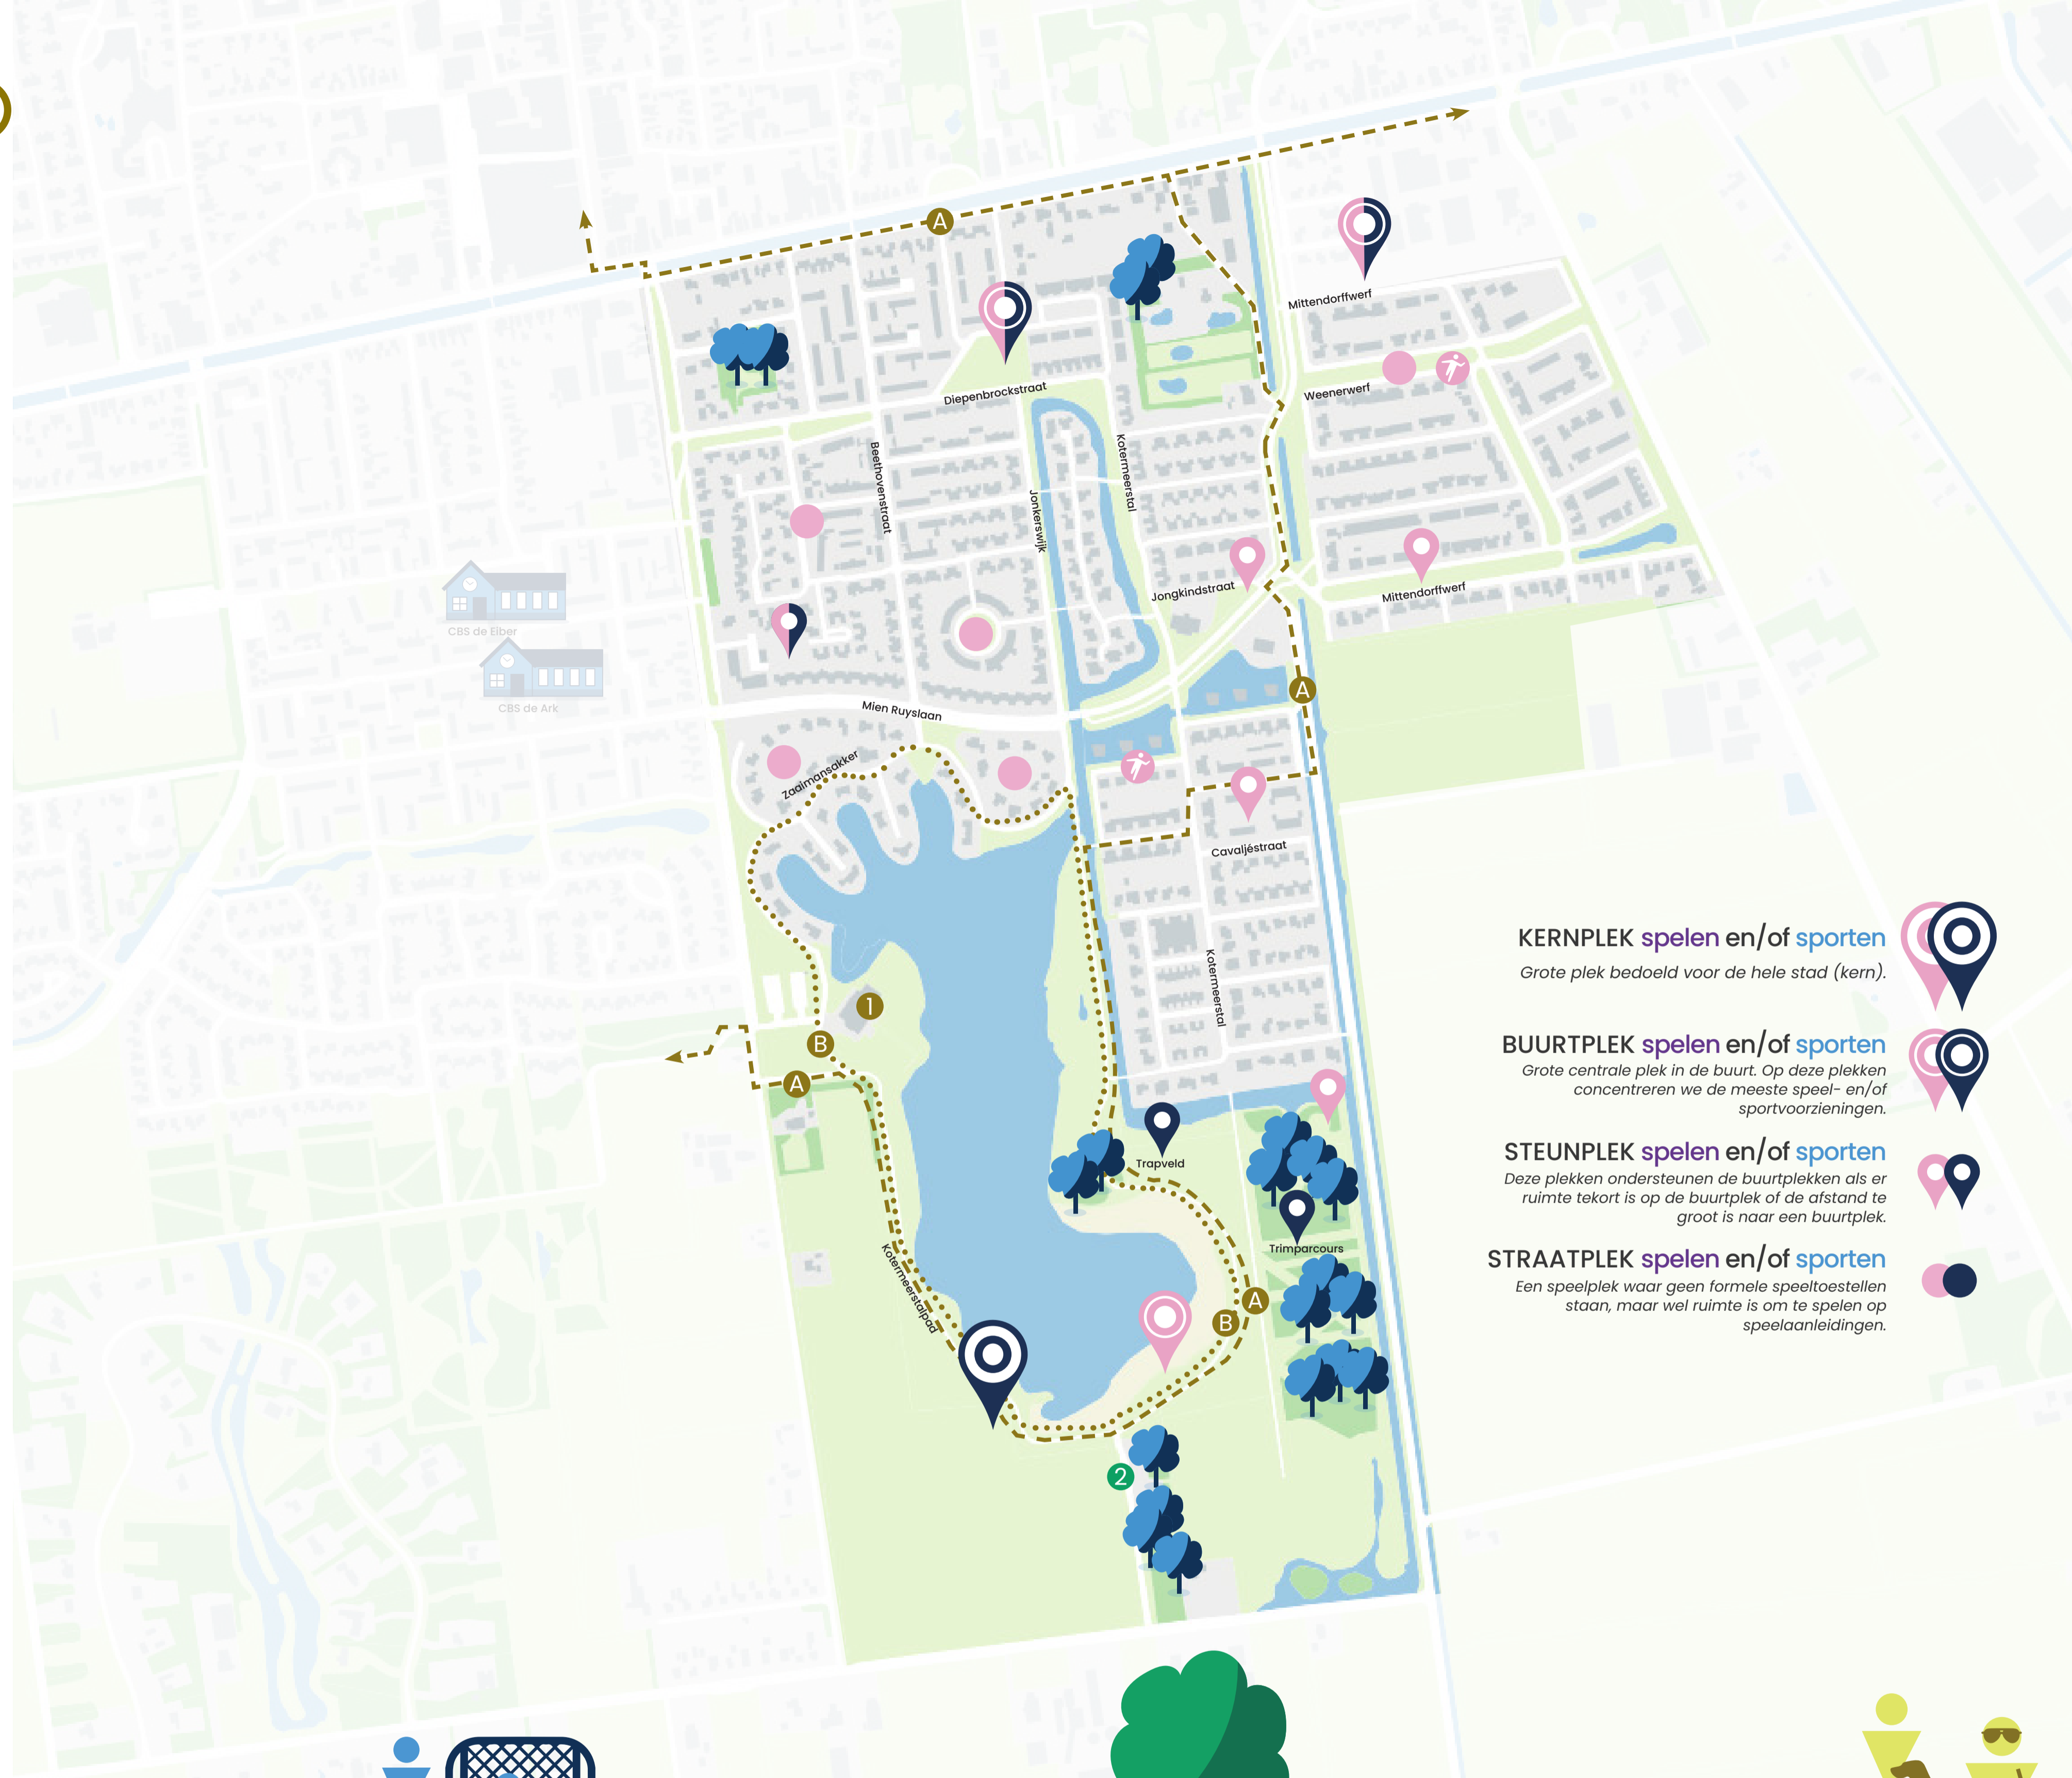 A
Mittendorffwerf
Diepenbrockstraat
Weenerwerf
Beethovenstraat
Kotermeerstal
Jonkerswijk
CBS de Eiber
CBS de Ark
Jongkindstraat
Mittendorffwerf
A
Mien Ruyslaan
Zaaimansakker
Cavaljéstraat
Kotermeerstal
1
B
A
Trapveld
Trimparcours
Kotermeerstalpad
A
B
2
KERNPLEK spelen en/of sporten
Grote plek bedoeld voor de hele stad (kern).
BUURTPLEK spelen en/of sporten
Grote centrale plek in de buurt. Op deze plekken
concentreren we de meeste speel- en/of
sportvoorzieningen.
STEUNPLEK spelen en/of sporten
Deze plekken ondersteunen de buurtplekken als er
ruimte tekort is op de buurtplek of de afstand te
groot is naar een buurtplek.
STRAATPLEK spelen en/of sporten
Een speelplek waar geen formele speeltoestellen
staan, maar wel ruimte is om te spelen op
speelaanleidingen.